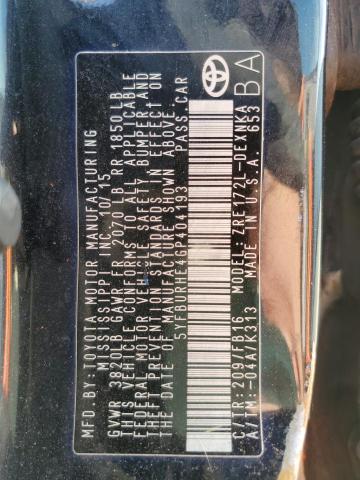 MFD. BY: TOYOTA MOTOR MANUFACTURING
MISSISSIPPI INC. 10/15
GVWR 3820LB GAWR FR 2070 LB RR 1850LB
THIS VEHICLE CONFORMS TO ALL APPLICABLE
FEDERAL MOTOR VEHICLE SAFETY, BUMPER, AND
THEFT PREVENTION STANDARDS IN EFFECT ON
THE DATE OF MANUFACTURE SHOWN ABOVE.
5YFBURHE4GP404193 PASS. CAR
TOYOTA
C/TR: 209/FB16 MODEL: ZRE172L-DEXNKA
A/TM: -04A/K313 MADE IN U.S.A. 653
BA